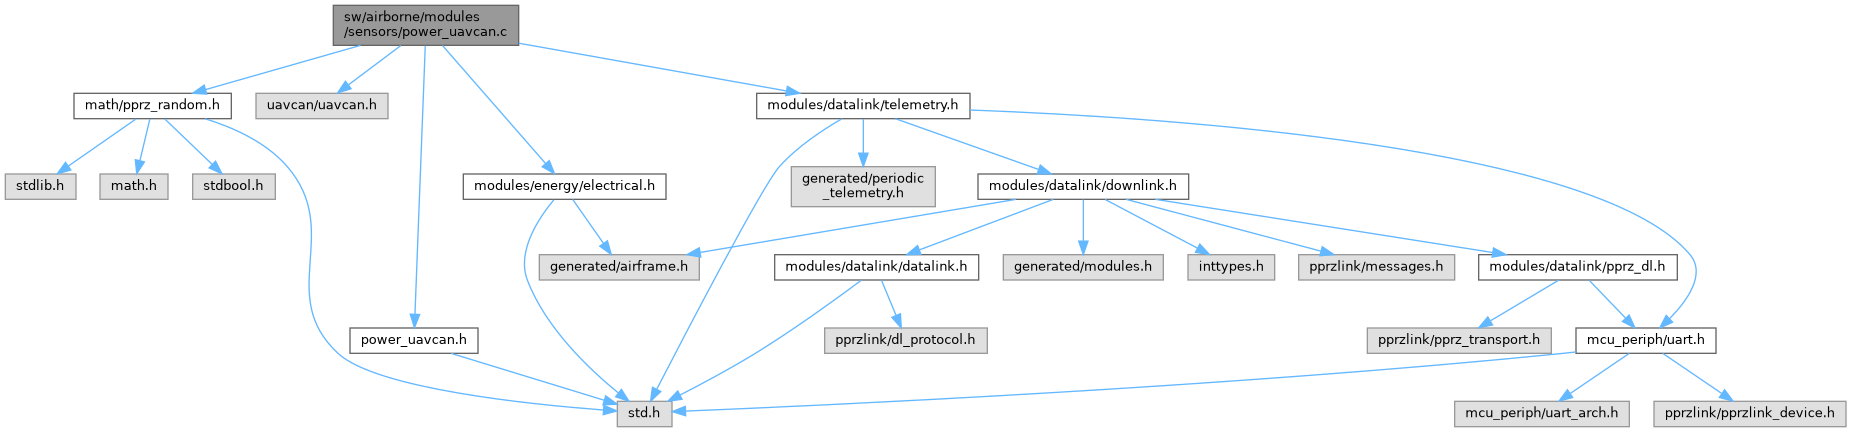 sw/airborne/modules
/sensors/power_uavcan.c
math/pprz_random.h
uavcan/uavcan.h
modules/datalink/telemetry.h
stdlib.h
math.h
stdbool.h
modules/energy/electrical.h
generated/periodic
_telemetry.h
modules/datalink/downlink.h
generated/airframe.h
modules/datalink/datalink.h
generated/modules.h
inttypes.h
pprzlink/messages.h
modules/datalink/pprz_dl.h
power_uavcan.h
pprzlink/dl_protocol.h
pprzlink/pprz_transport.h
mcu_periph/uart.h
std.h
mcu_periph/uart_arch.h
pprzlink/pprzlink_device.h